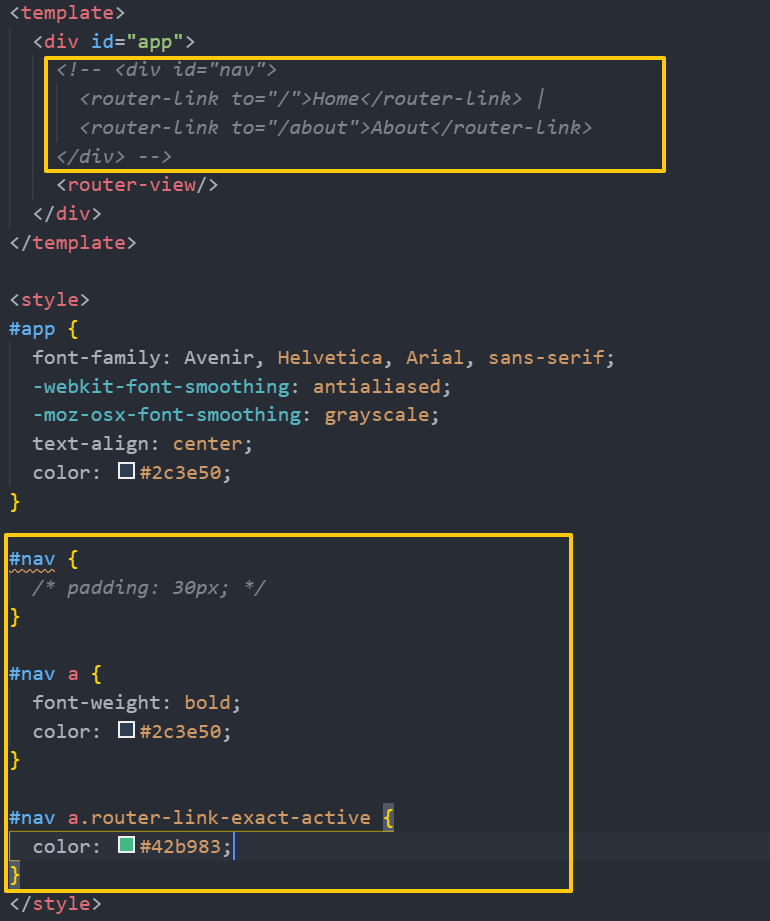 <template>
<div id="app">
<!-- <div id="nav">
<router-link to="/">Home</router-link> |
<router-link to="/about">About</router-link>
</div> -->
<router-view/>
</div>
</template>
<style>
#app {
font-family: Avenir, Helvetica, Arial, sans-serif;
-webkit-font-smoothing: antialiased;
-moz-osx-font-smoothing: grayscale;
text-align: center;
color: #2c3e50;
}
#nav {
/* padding: 30px; */
}
#nav a {
font-weight: bold;
color: #2c3e50;
}
#nav a.router-link-exact-active {
color: #42b983;
}
</style>